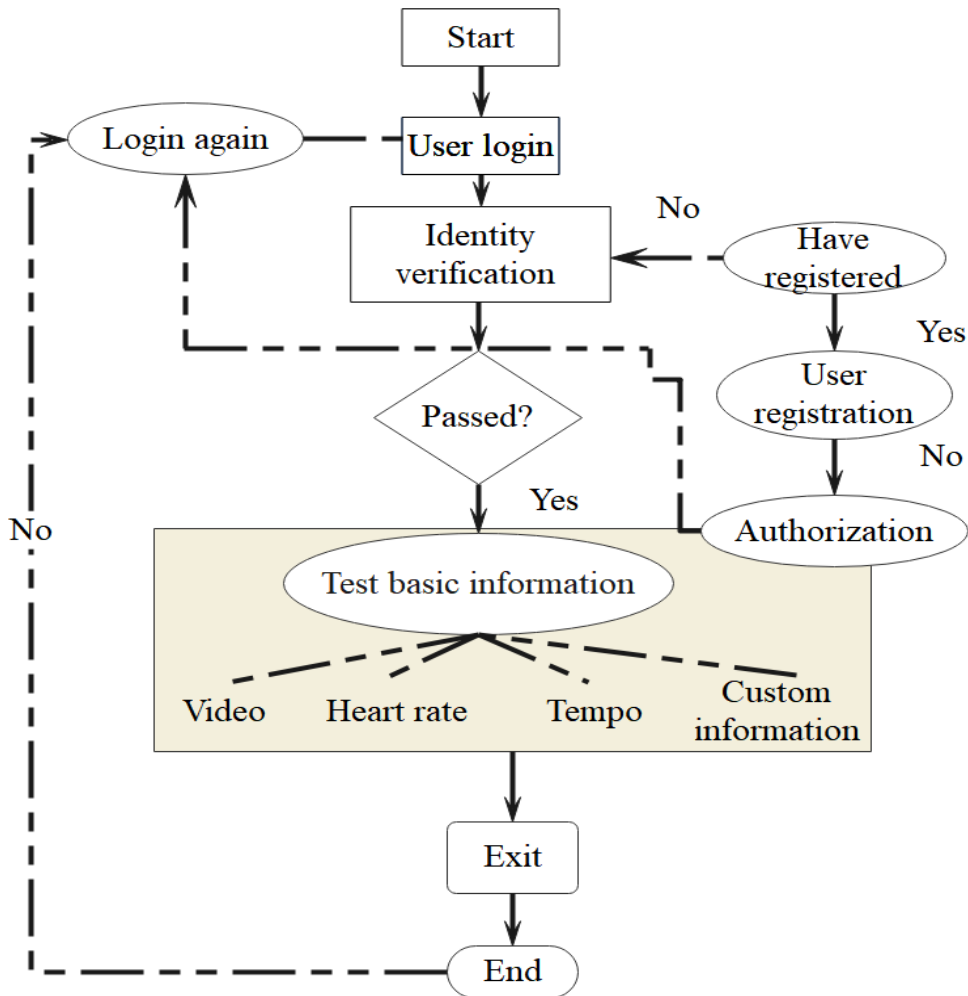 Start
Login again
User login
No
Identity
verification
Have
registered
Yes
Passed?
User
registration
No
Yes
No
Authorization
Test basic information
Video
Heart rate
Tempo
Custom
information
Exit
End